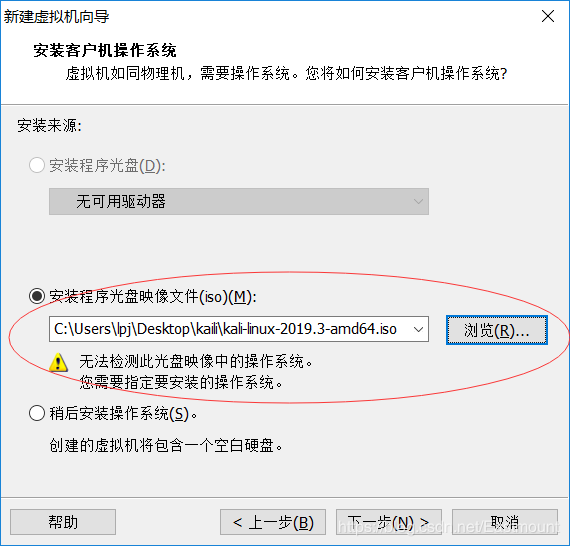 新建虚拟机向导
安装客户机操作系统
虚拟机如同物理机，需要操作系统。您将如何安装客户机操作系统?
安装来源:
安装程序光盘(D):
无可用驱动器
安装程序光盘映像文件(iso)(M):
C:\Users\lpj\Desktop\kaili\kali-linux-2019.3-amd64.iso
浏览(R)...
无法检测此光盘映像中的操作系统。
您需要指定要安装的操作系统。
稍后安装操作系统(S)。
创建的虚拟机将包含一个空白硬盘。
帮助
< 上一步(B)
下一步(N) >
取消
https://blog.csdn.net/Eastmount